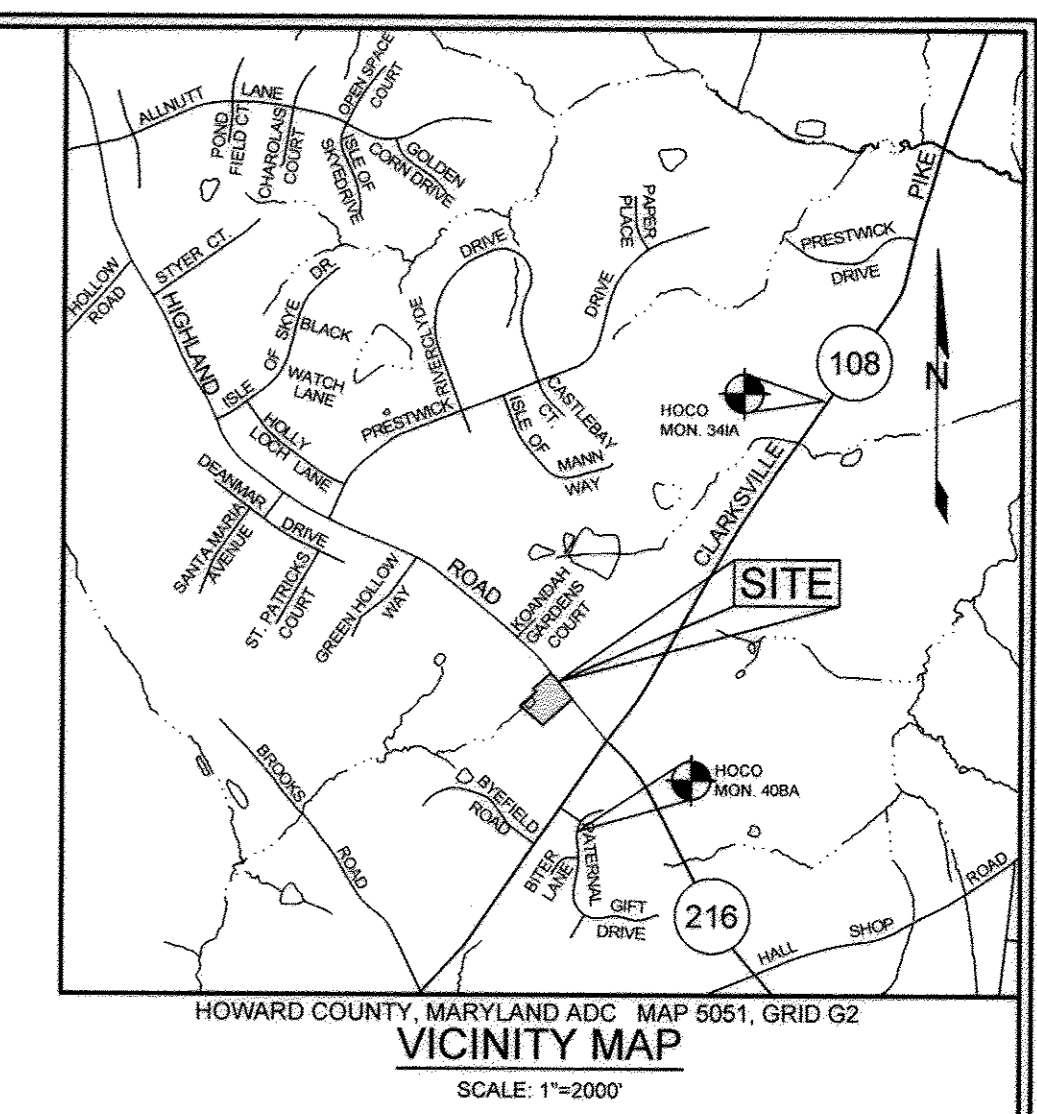 ALLNUTT LANE
POND
FIELD CT.
CHAROLAIS
COURT
OPEN SPACE
COURT
ISLE OF
SKYEDRIVE
GOLDEN
CORN DRIVE
HOLLOW
ROAD
STYER CT.
HIGHLAND ROAD
ISLE OF SKYE DR.
BLACK
WATCH
LANE
HOLLY
LOCH LANE
RIVERCLYDE DRIVE
PRESTWICK DRIVE
PAPER
PLACE
PRESTWICK
DRIVE
PIKE
108
N
HOCO
MON. 34IA
CASTLEBAY
CT.
ISLE OF
MANN
WAY
CLARKSVILLE
DEANMAR
DRIVE
SANTA MARIA
AVENUE
ST. PATRICKS
COURT
GREEN HOLLOW
WAY
KOANDAH
GARDENS
COURT
SITE
BROOKS
ROAD
BYEFIELD
ROAD
HOCO
MON. 40BA
BITER
LANE
PATERNAL
GIFT
DRIVE
216
HALL SHOP ROAD
HOWARD COUNTY, MARYLAND ADC MAP 5051, GRID G2
VICINITY MAP
SCALE: 1"=2000'